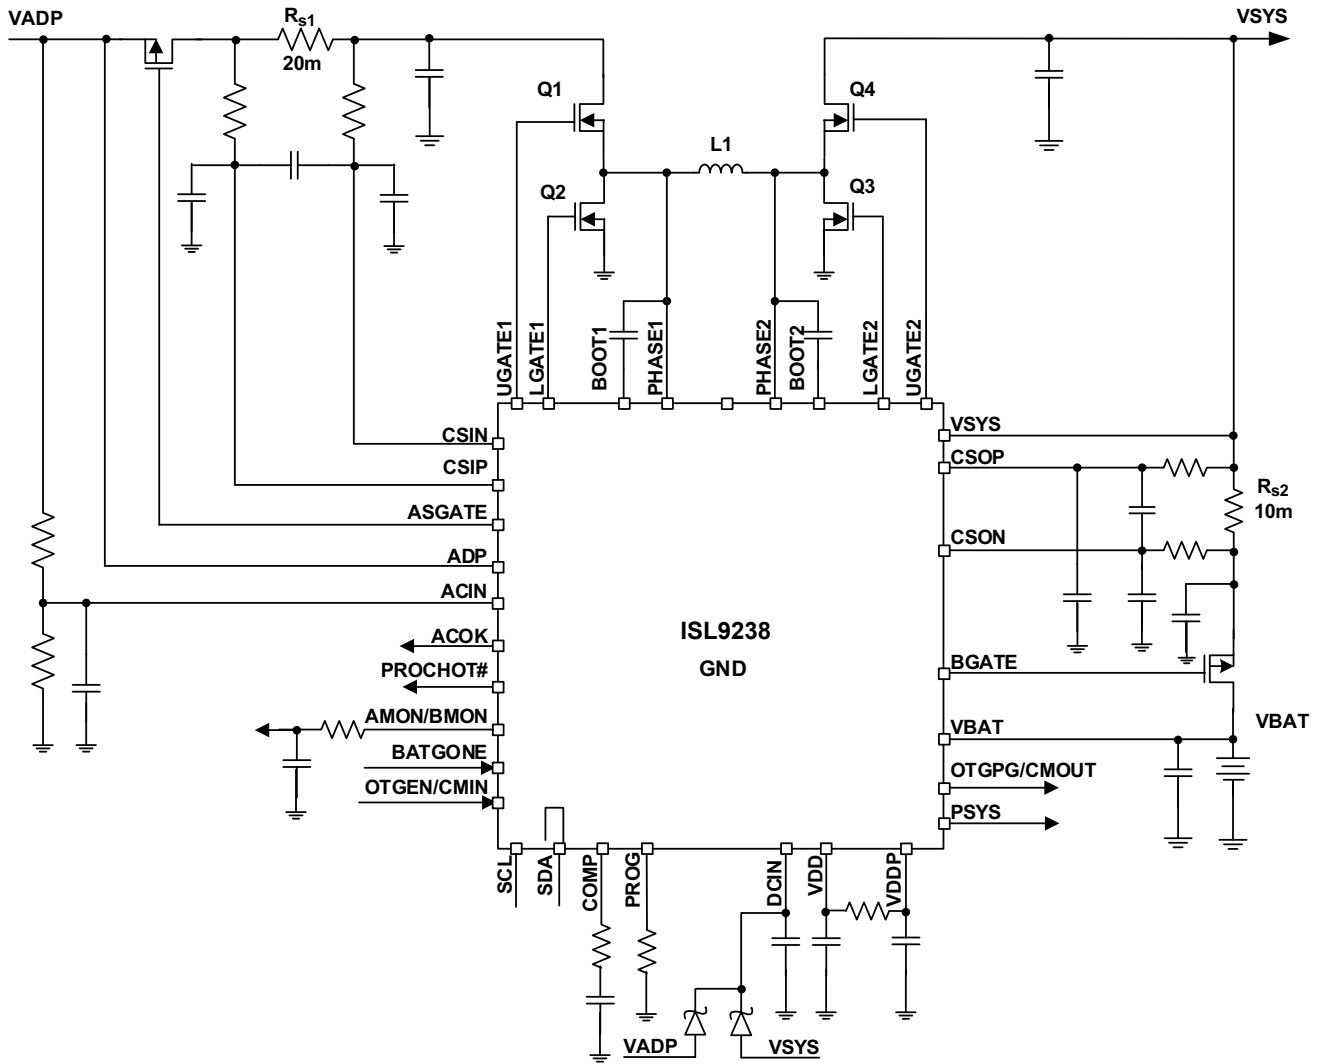 VADP
Rs1
20m
VSYS
Q1
Q4
L1
Q2
Q3
UGATE1
LGATE1
BOOT1
PHASE1
PHASE2
BOOT2
LGATE2
UGATE2
CSIN
CSIP
ASGATE
ADP
ACIN
ACOK
PROCHOT#
AMON/BMON
BATGONE
OTGEN/CMIN
ISL9238
GND
VSYS
CSOP
Rs2
10m
CSON
BGATE
VBAT
VBAT
OTGPG/CMOUT
PSYS
SCL
SDA
COMP
PROG
DCIN
VDD
VDDP
VADP
VSYS